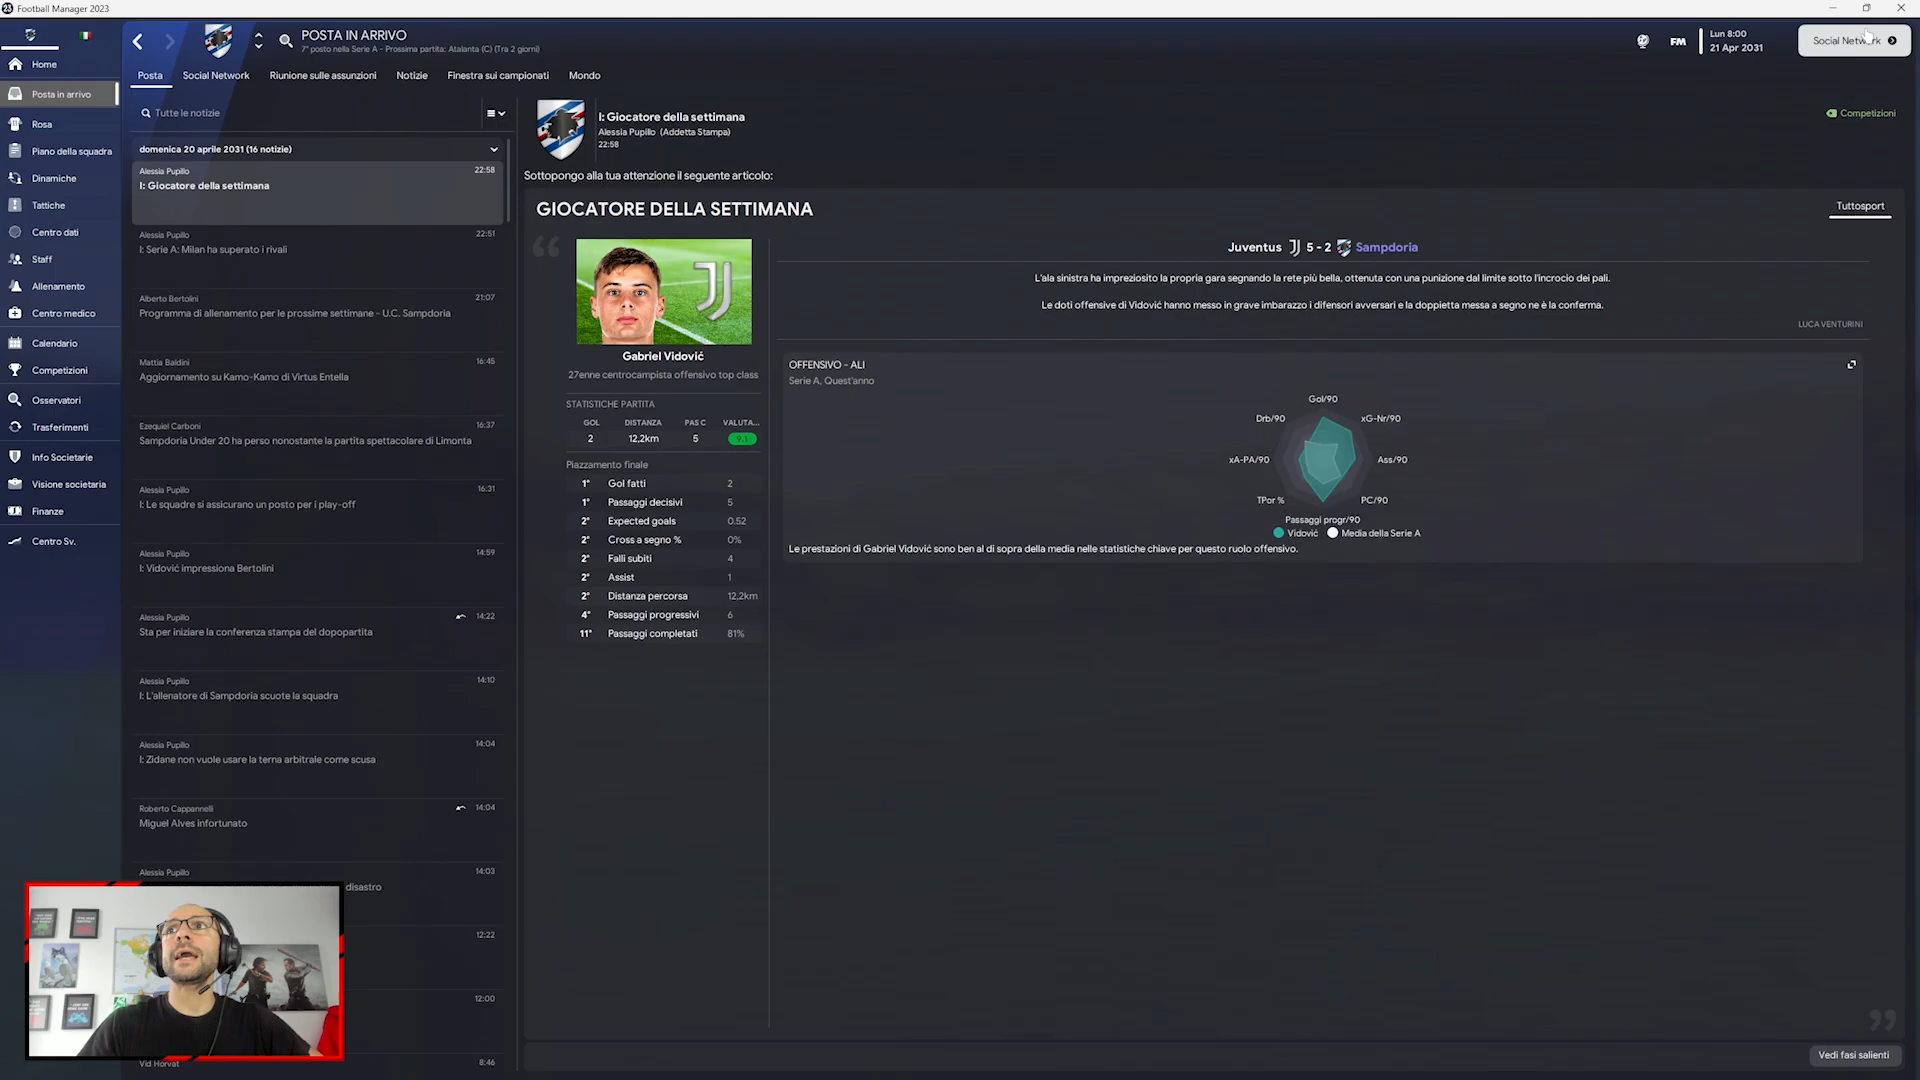 Football Manager 2023
POSTA IN ARRIVO
7° posto nella Serie A - Prossima partita: Atalanta (C) (Tra 2 giorni)
FM
Lun 8:00
21 Apr 2031
Social Network
Home
Posta in arrivo
Rosa
Piano della squadra
Dinamiche
Tattiche
Centro dati
Staff
Allenamento
Centro medico
Calendario
Competizioni
Osservatori
Trasferimenti
Info Societarie
Visione societaria
Finanze
Centro Sv.
Posta
Social Network
Riunione sulle assunzioni
Notizie
Finestra sui campionati
Mondo
Tutte le notizie
domenica 20 aprile 2031 (16 notizie)
Alessia Pupillo 22:58
I: Giocatore della settimana
Alessia Pupillo 22:51
I: Serie A: Milan ha superato i rivali
Alberto Bertolini 21:07
Programma di allenamento per le prossime settimane - U.C. Sampdoria
Mattia Baldini 16:45
Aggiornamento su Kamo-Kamo di Virtus Entella
Ezequiel Carboni 16:37
Sampdoria Under 20 ha perso nonostante la partita spettacolare di Limonta
Alessia Pupillo 16:31
I: Le squadre si assicurano un posto per i play-off
Alessia Pupillo 14:59
I: Vidović impressiona Bertolini
Alessia Pupillo 14:22
Sta per iniziare la conferenza stampa del dopopartita
Alessia Pupillo 14:10
I: L'allenatore di Sampdoria scuote la squadra
Alessia Pupillo 14:04
I: Zidane non vuole usare la terna arbitrale come scusa
Roberto Cappannelli 14:04
Miguel Alves infortunato
Alessia Pupillo 14:03
disastro
12:22
12:00
Vid Horvat 8:46
I: Giocatore della settimana
Alessia Pupillo (Addetta Stampa)
22:58
Competizioni
Sottopongo alla tua attenzione il seguente articolo:
GIOCATORE DELLA SETTIMANA
Tuttosport
Gabriel Vidović
27enne centrocampista offensivo top class
STATISTICHE PARTITA
GOL DISTANZA PAS C VALUTA...
2 12,2km 5 9.1
Piazzamento finale
1° Gol fatti 2
1° Passaggi decisivi 5
2° Expected goals 0.52
2° Cross a segno % 0%
2° Falli subiti 4
2° Assist 1
2° Distanza percorsa 12,2km
4° Passaggi progressivi 6
11° Passaggi completati 81%
Juventus 5 - 2 Sampdoria
L'ala sinistra ha impreziosito la propria gara segnando la rete più bella, ottenuta con una punizione dal limite sotto l'incrocio dei pali.
Le doti offensive di Vidović hanno messo in grave imbarazzo i difensori avversari e la doppietta messa a segno ne è la conferma.
LUCA VENTURINI
OFFENSIVO - ALI
Serie A, Quest'anno
Gol/90
Drb/90
xG-Nr/90
xA-PA/90
Ass/90
TPor %
PC/90
Passaggi progr/90
Vidović
Media della Serie A
Le prestazioni di Gabriel Vidović sono ben al di sopra della media nelle statistiche chiave per questo ruolo offensivo.
Vedi fasi salienti